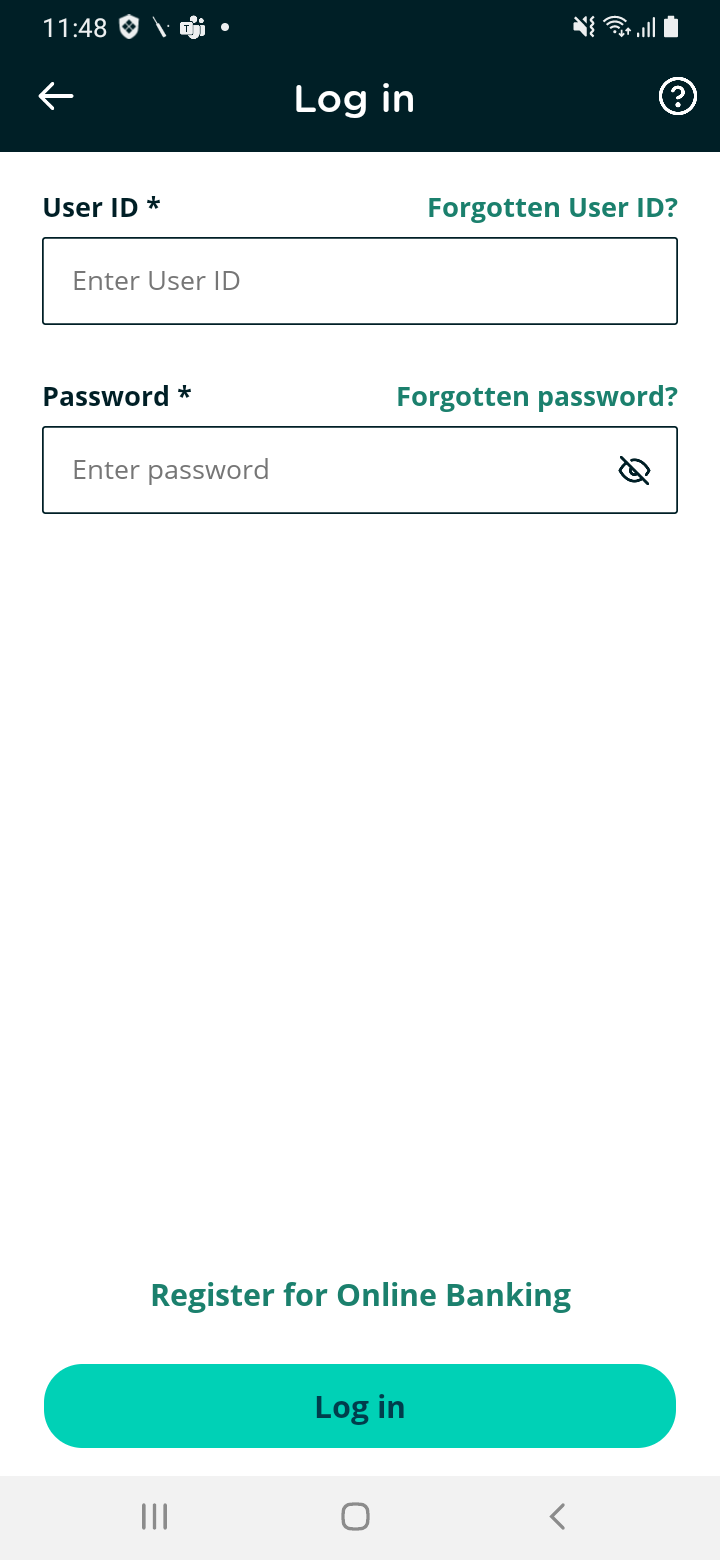 11:48
Log in
User ID * Forgotten User ID?
Enter User ID
Password * Forgotten password?
Enter password
Register for Online Banking
Log in